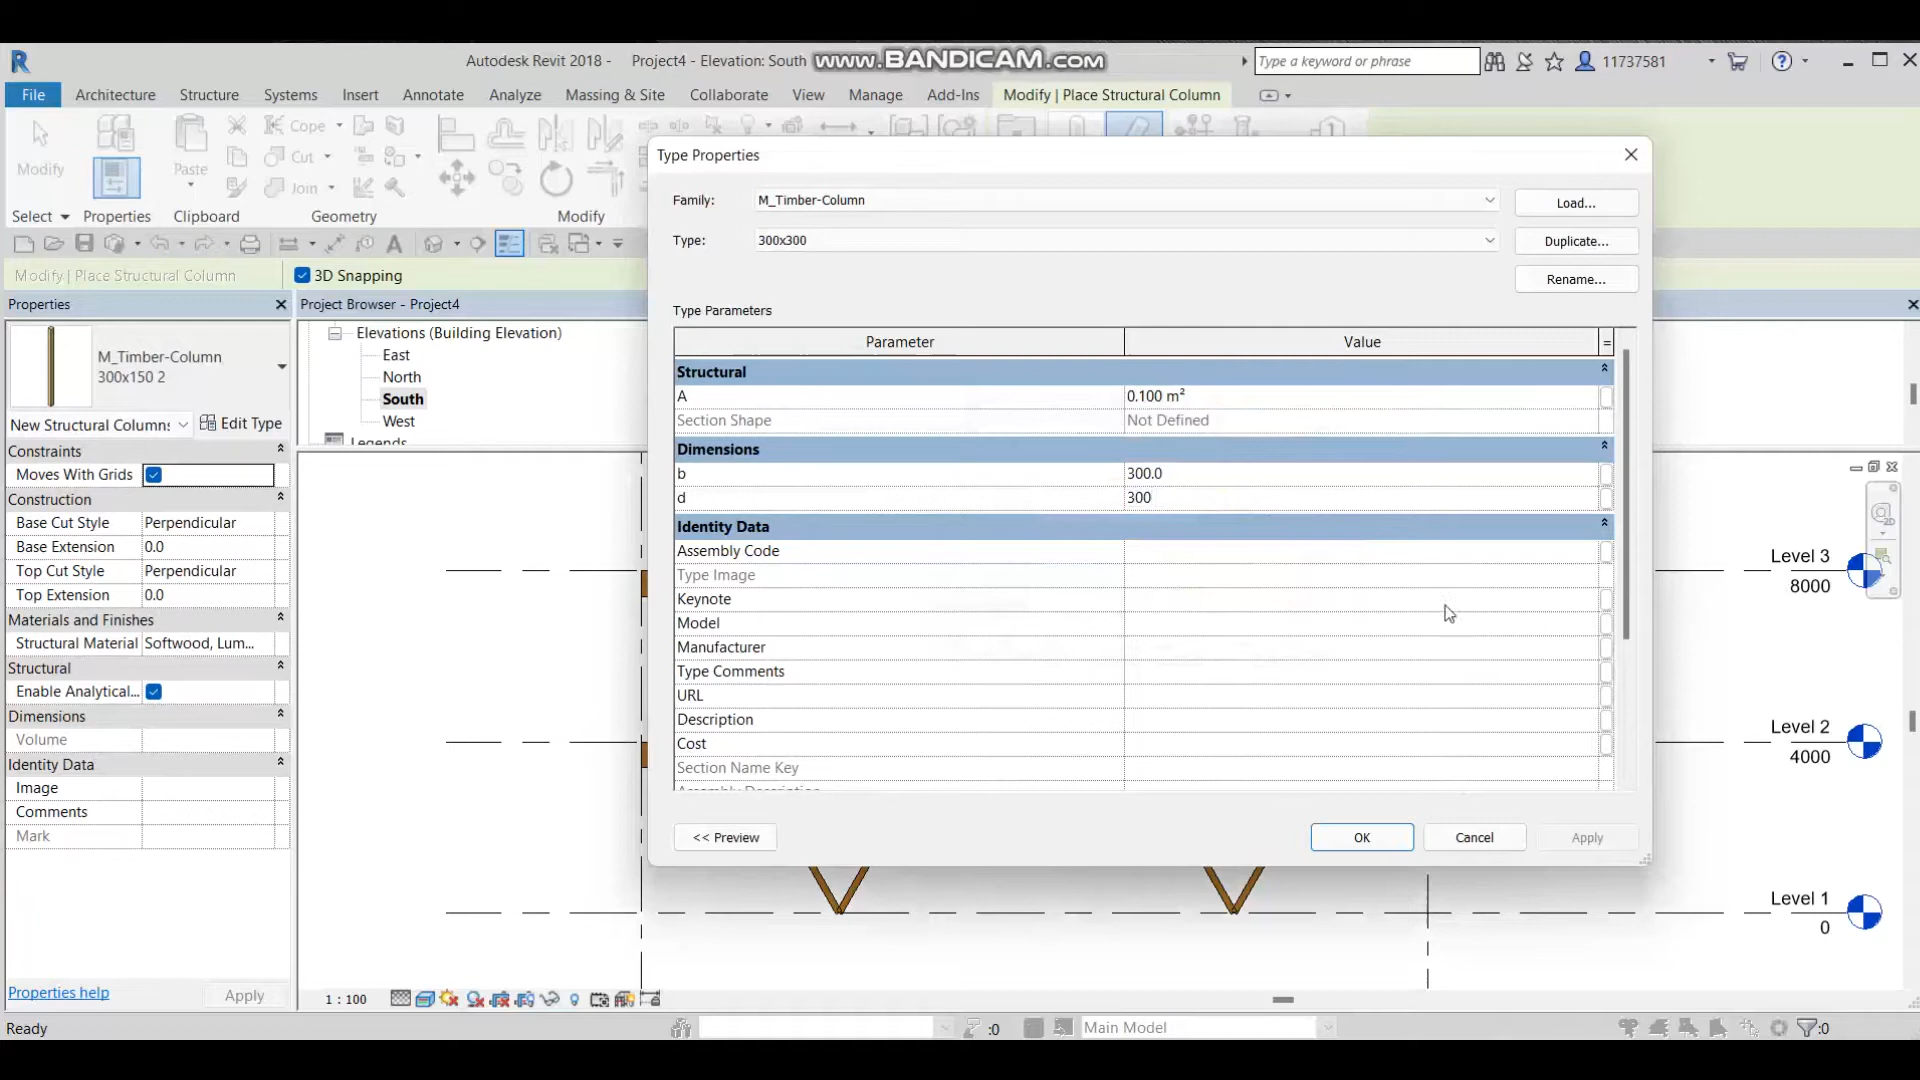 Autodesk Revit 2018 - Project4 - Elevation: South
www.BANDICAM.com
Type a keyword or phrase
11737581
File Architecture Structure Systems Insert Annotate Analyze Massing & Site Collaborate View Manage Add-Ins Modify | Place Structural Column
Modify
Paste
Cope
Cut
Join
Select Properties Clipboard Geometry Modify
Modify | Place Structural Column
3D Snapping
Properties
M_Timber-Column
300x150 2
New Structural Columns
Edit Type
Constraints
Moves With Grids
Construction
Base Cut Style Perpendicular
Base Extension 0.0
Top Cut Style Perpendicular
Top Extension 0.0
Materials and Finishes
Structural Material Softwood, Lum...
Structural
Enable Analytical...
Dimensions
Volume
Identity Data
Image
Comments
Mark
Properties help
Apply
Project Browser - Project4
Elevations (Building Elevation)
East
North
South
West
Legends
Type Properties
Family: M_Timber-Column Load...
Type: 300x300 Duplicate...
Rename...
Type Parameters
Parameter Value =
Structural
A 0.100 m²
Section Shape Not Defined
Dimensions
b 300.0
d 300
Identity Data
Assembly Code
Type Image
Keynote
Model
Manufacturer
Type Comments
URL
Description
Cost
Section Name Key
Assembly Description
<< Preview OK Cancel Apply
Level 3
8000
Level 2
4000
Level 1
0
2D
1 : 100
Ready
:0
Main Model
:0